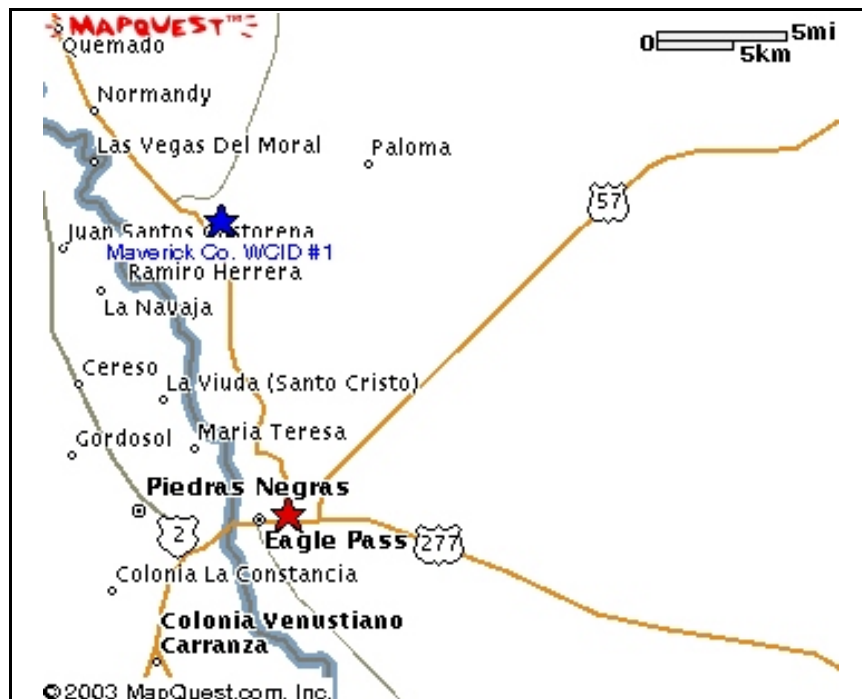 MAPQUEST™
0 5mi
5km
Quemado
Normandy
Las Vegas Del Moral
Paloma
57
Juan Santos Castorena
Maverick Co. WCID #1
Ramiro Herrera
La Navaja
Cereso
La Viuda (Santo Cristo)
Gordosol
Maria Teresa
Piedras Negras
2
Eagle Pass
277
Colonia La Constancia
Colonia Venustiano
Carranza
©2003 MapQuest.com, Inc.